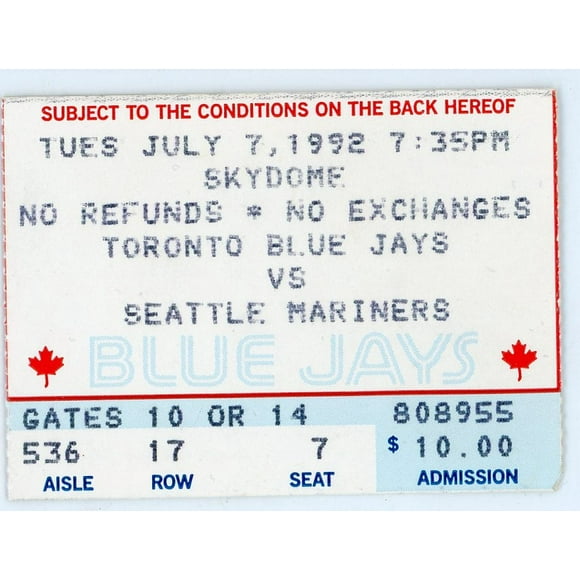 SUBJECT TO THE CONDITIONS ON THE BACK HEREOF
TUES JULY 7,1992 7:35PM
SKYDOME
NO REFUNDS * NO EXCHANGES
TORONTO BLUE JAYS
VS
SEATTLE MARINERS
BLUE JAYS
GATES 10 OR 14 808955
536 17 7 $ 10.00
AISLE ROW SEAT ADMISSION